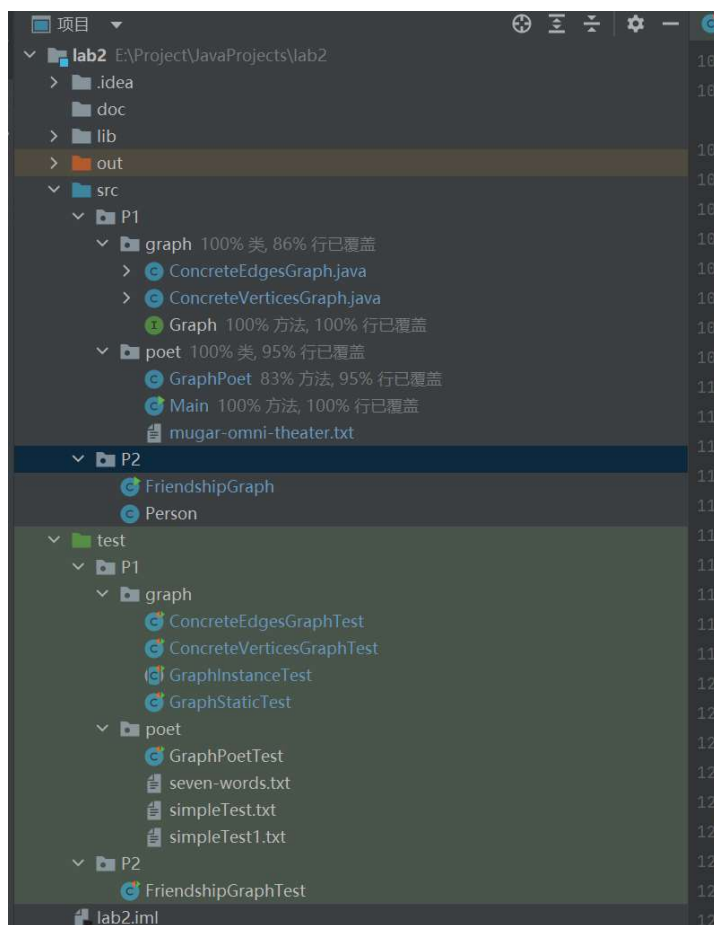 项目
lab2 E:\Project\JavaProjects\lab2
.idea
doc
lib
out
src
P1
graph 100% 类, 86% 行已覆盖
ConcreteEdgesGraph.java
ConcreteVerticesGraph.java
Graph 100% 方法, 100% 行已覆盖
poet 100% 类, 95% 行已覆盖
GraphPoet 83% 方法, 95% 行已覆盖
Main 100% 方法, 100% 行已覆盖
mugar-omni-theater.txt
P2
FriendshipGraph
Person
test
P1
graph
ConcreteEdgesGraphTest
ConcreteVerticesGraphTest
GraphInstanceTest
GraphStaticTest
poet
GraphPoetTest
seven-words.txt
simpleTest.txt
simpleTest1.txt
P2
FriendshipGraphTest
lab2.iml